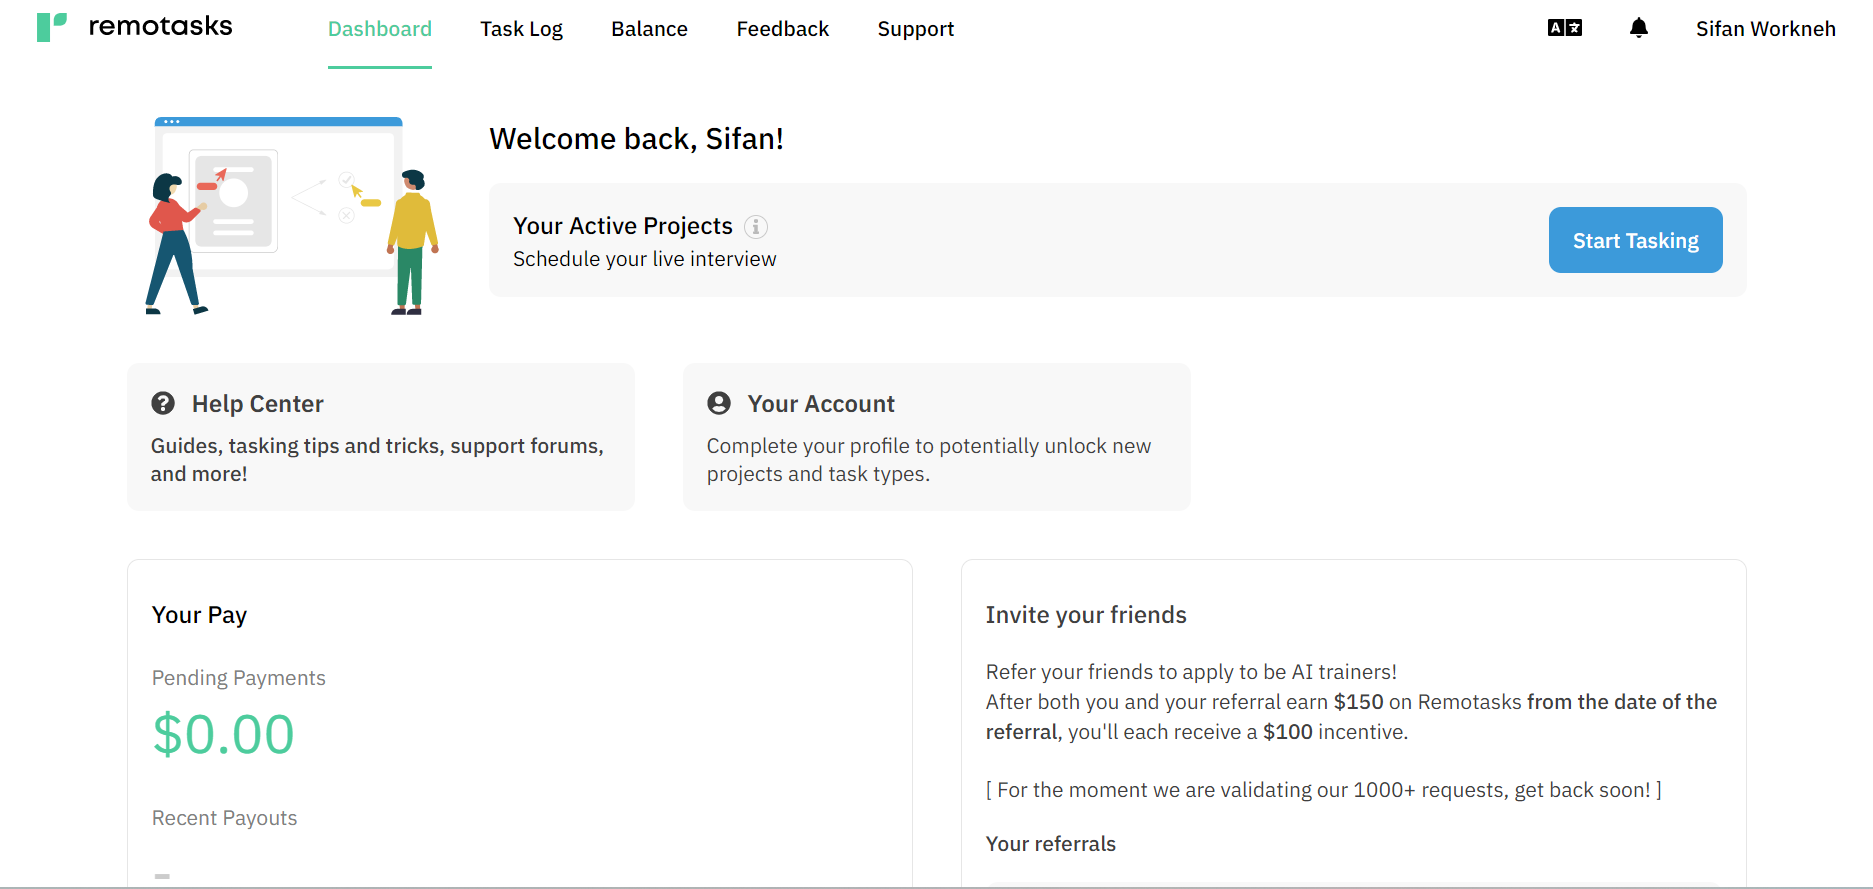 remotasks
Dashboard
Task Log
Balance
Feedback
Support
Sifan Workneh
Welcome back, Sifan!
Your Active Projects
Schedule your live interview
Start Tasking
Help Center
Guides, tasking tips and tricks, support forums,
and more!
Your Account
Complete your profile to potentially unlock new
projects and task types.
Your Pay
Pending Payments
$0.00
Recent Payouts
-
Invite your friends
Refer your friends to apply to be AI trainers!
After both you and your referral earn $150 on Remotasks from the date of the
referral, you'll each receive a $100 incentive.
[ For the moment we are validating our 1000+ requests, get back soon! ]
Your referrals